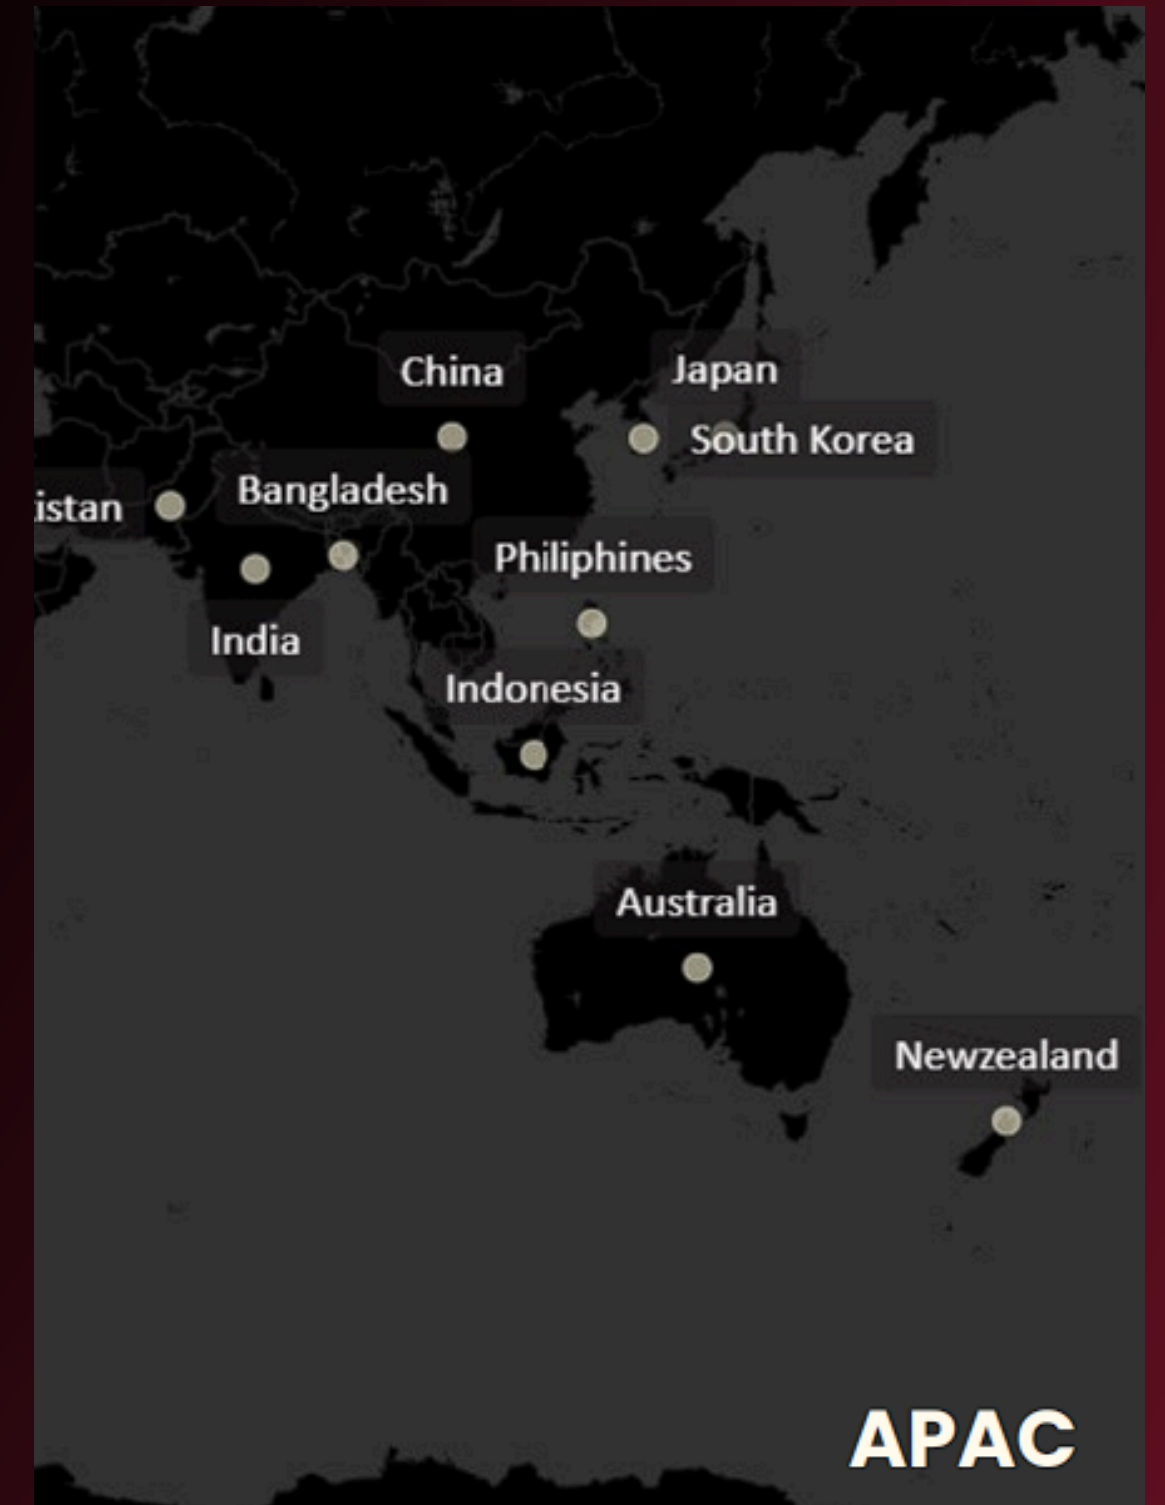 China
Japan
South Korea
Bangladesh
istan
Philiphines
India
Indonesia
Australia
Newzealand
APAC